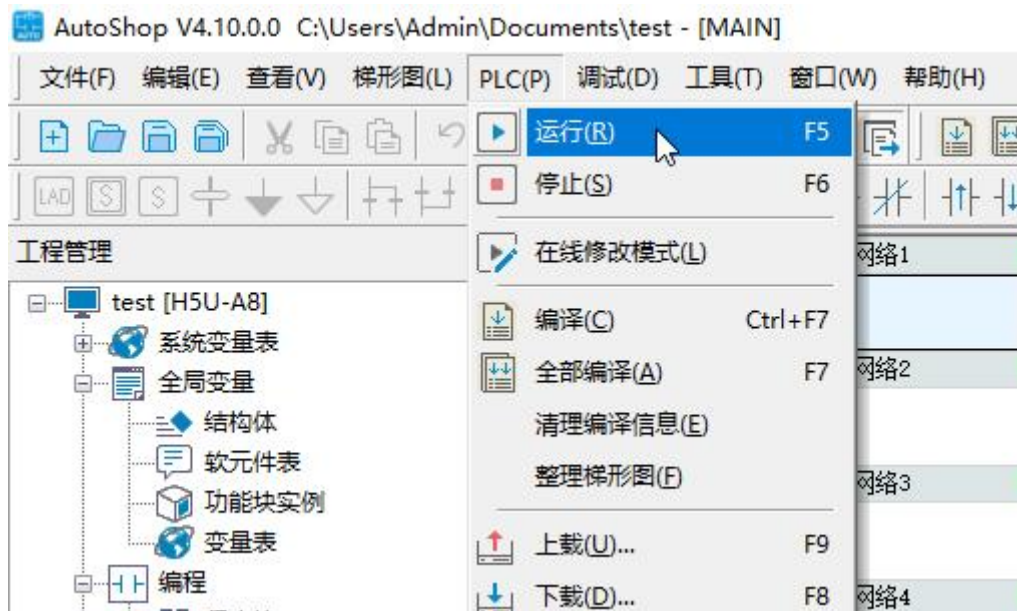 AutoShop V4.10.0.0 C:\Users\Admin\Documents\test - [MAIN]
文件(F) 编辑(E) 查看(V) 梯形图(L) PLC(P) 调试(D) 工具(T) 窗口(W) 帮助(H)
运行(R) F5
停止(S) F6
在线修改模式(L)
编译(C) Ctrl+F7
全部编译(A) F7
清理编译信息(E)
整理梯形图(F)
上载(U)... F9
下载(D)... F8
LAD S S
工程管理
test [H5U-A8]
系统变量表
全局变量
结构体
软元件表
功能块实例
变量表
编程
网络1
网络2
网络3
网络4